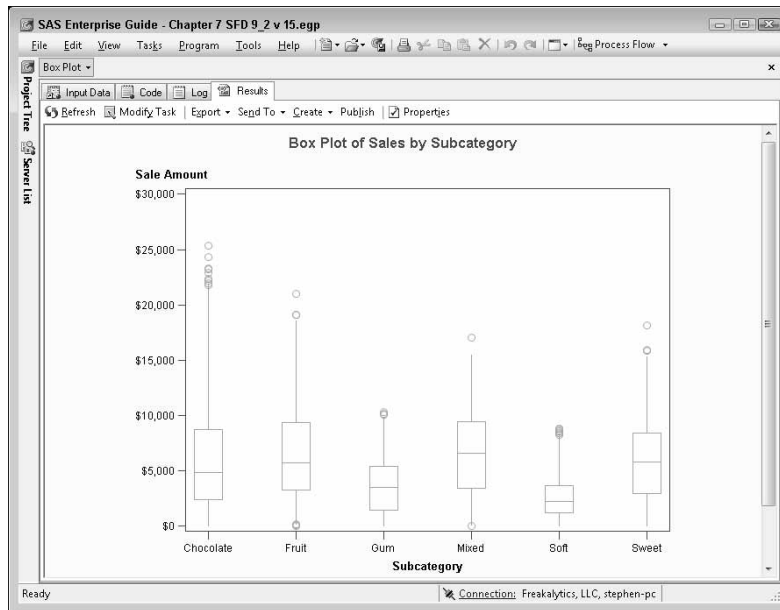 SAS Enterprise Guide - Chapter 7 SFD 9_2 v 15.egp
File Edit View Tasks Program Tools Help Process Flow
Box Plot
Project Tree
Server List
Input Data Code Log Results
Refresh Modify Task Export Send To Create Publish Properties
Box Plot of Sales by Subcategory
Sale Amount
$30,000
$25,000
$20,000
$15,000
$10,000
$5,000
$0
Chocolate Fruit Gum Mixed Soft Sweet
Subcategory
Ready Connection: Freakalytics, LLC, stephen-pc